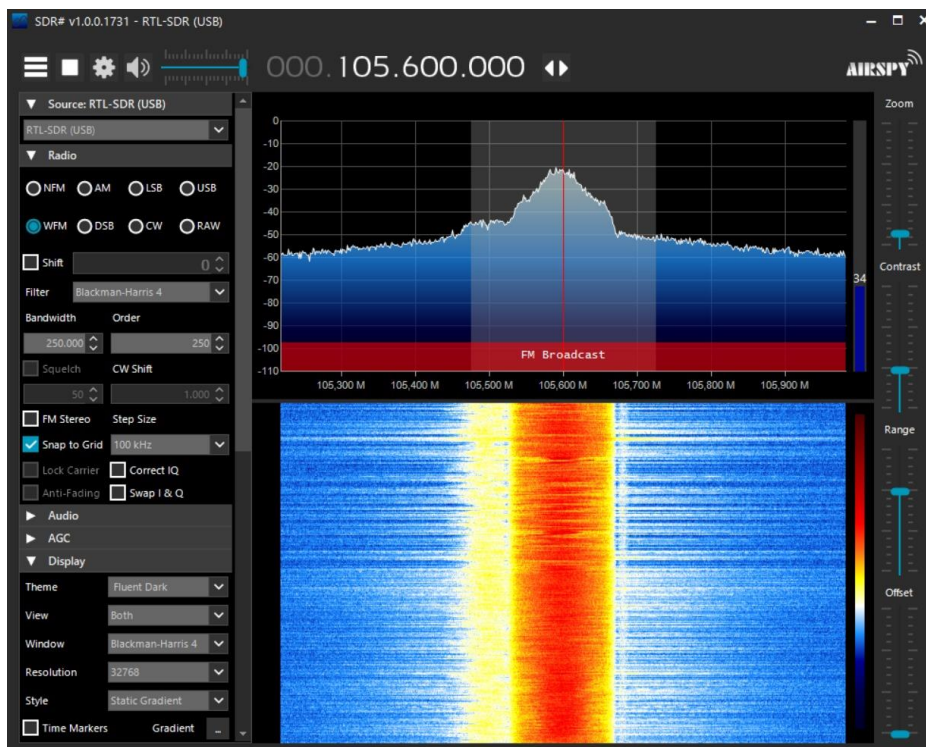 SDR# v1.0.0.1731 - RTL-SDR (USB)
000.105.600.000
AIRSPY
Source: RTL-SDR (USB)
RTL-SDR (USB)
Radio
NFM AM LSB USB
WFM DSB CW RAW
Shift 0
Filter Blackman-Harris 4
Bandwidth Order
250.000 250
Squelch CW Shift
50 1.000
FM Stereo Step Size
Snap to Grid 100 kHz
Lock Carrier Correct IQ
Anti-Fading Swap I & Q
Audio
AGC
Display
Theme Fluent Dark
View Both
Window Blackman-Harris 4
Resolution 32768
Style Static Gradient
Time Markers Gradient ...
0
-10
-20
-30
-40
-50
-60
-70
-80
-90
-100
-110
FM Broadcast
105,300 M 105,400 M 105,500 M 105,600 M 105,700 M 105,800 M 105,900 M
34
Zoom
Contrast
Range
Offset